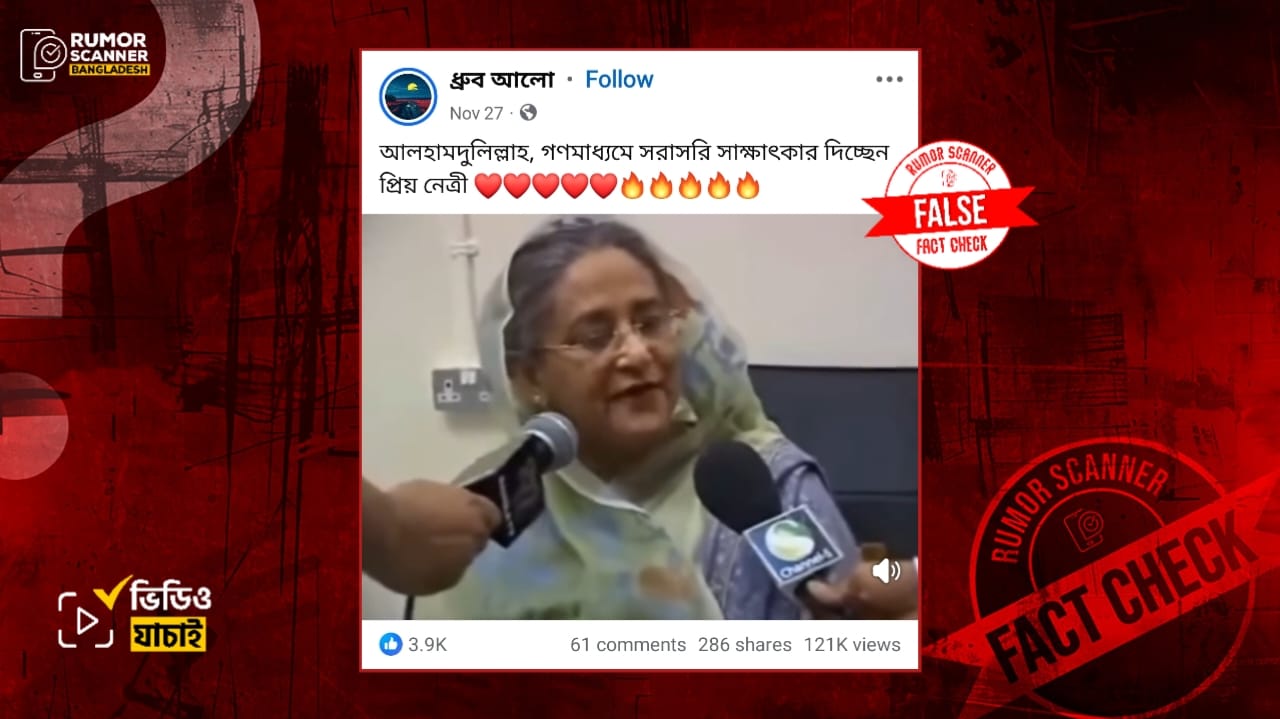 RUMOR
SCANNER
BANGLADESH
ধ্রুব আলো · Follow
Nov 27 ·
আলহামদুলিল্লাহ, গণমাধ্যমে সরাসরি সাক্ষাৎকার দিচ্ছেন
প্রিয় নেত্রী ❤️❤️❤️❤️❤️🔥🔥🔥🔥🔥
RUMOR SCANNER
FALSE
FACT CHECK
Channel-S
3.9K
61 comments 286 shares 121K views
ভিডিও
যাচাই
RUMOR SCANNER
FACT CHECK